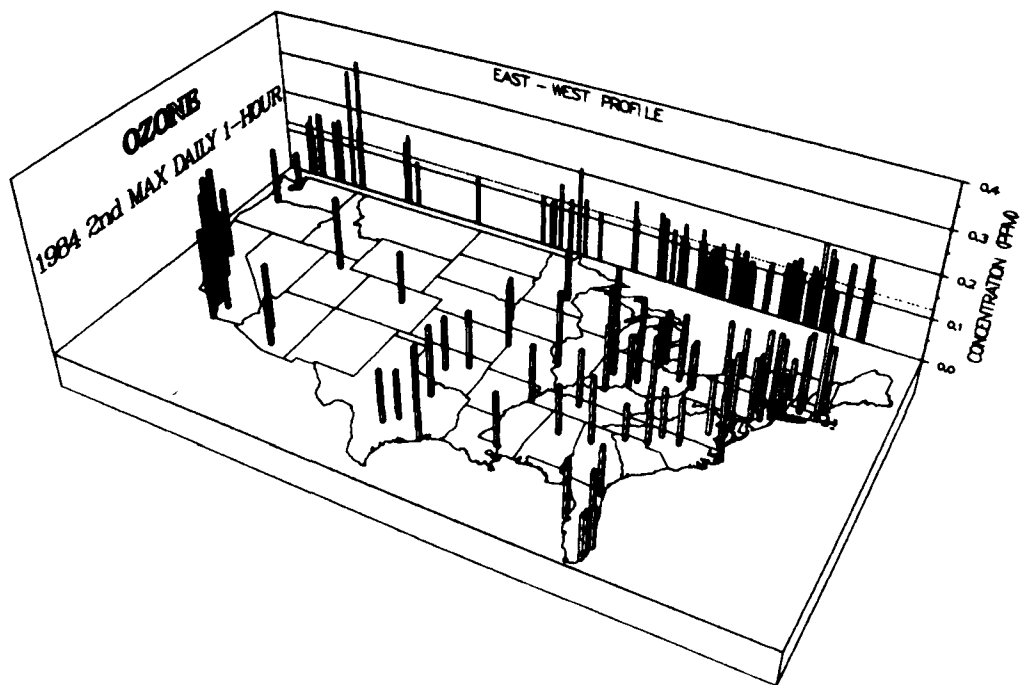 OZONE
1984 2nd MAX DAILY 1-HOUR
EAST - WEST PROFILE
0.4
0.3
0.2
0.1
0.0
CONCENTRATION (PPM)